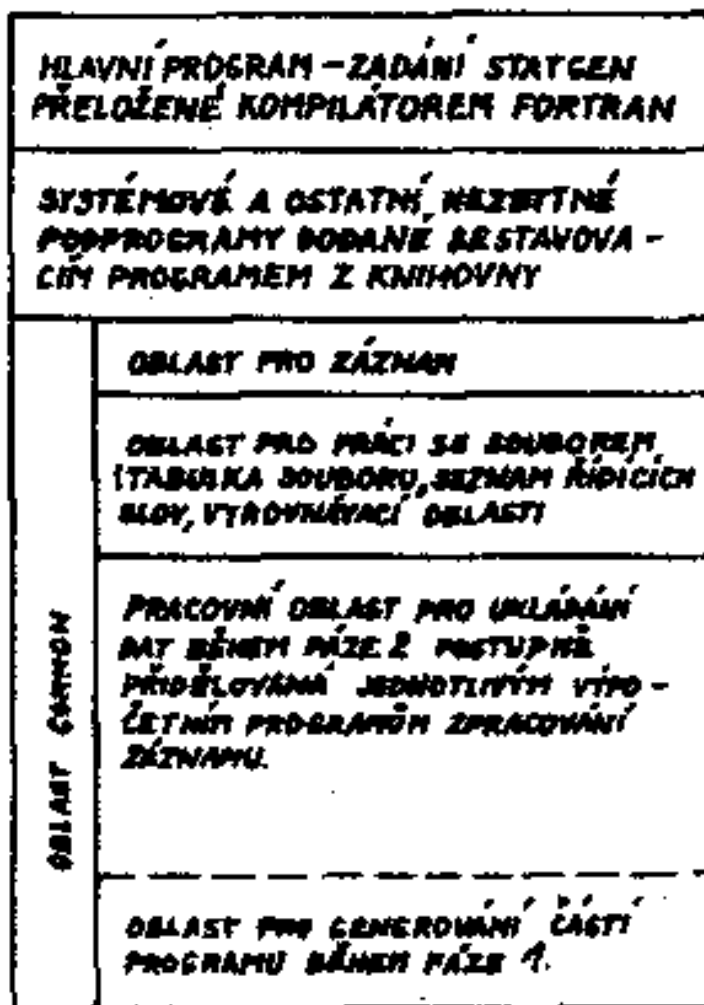 HLAVNÍ PROGRAM – ZADÁNÍ STATGEN
PŘELOŽENÉ KOMPILÁTOREM FORTRAN
SYSTÉMOVÉ A OSTATNÍ NEZBYTNÉ
PODPROGRAMY DODANÉ SESTAVOVA –
CÍM PROGRAMEM Z KNIHOVNY
OBLAST COMMON
OBLAST PRO ZÁZNAM
OBLAST PRO PRÁCI SE SOUBOREM
(TABULKA SOUBORU, SEZNAM ŘÍDICÍCH
SLOV, VYROVNÁVACÍ OBLASTI
PRACOVNÍ OBLAST PRO UKLÁDÁNÍ
DAT BĚHEM FÁZE 2 POSTUPNĚ
PŘIDĚLOVANÁ JEDNOTLIVÝM VÝPO –
ČETNÍM PROGRAMŮM ZPRACOVÁNÍ
ZÁZNAMU.
OBLAST PRO GENEROVÁNÍ ČÁSTÍ
PROGRAMU BĚHEM FÁZE 1.